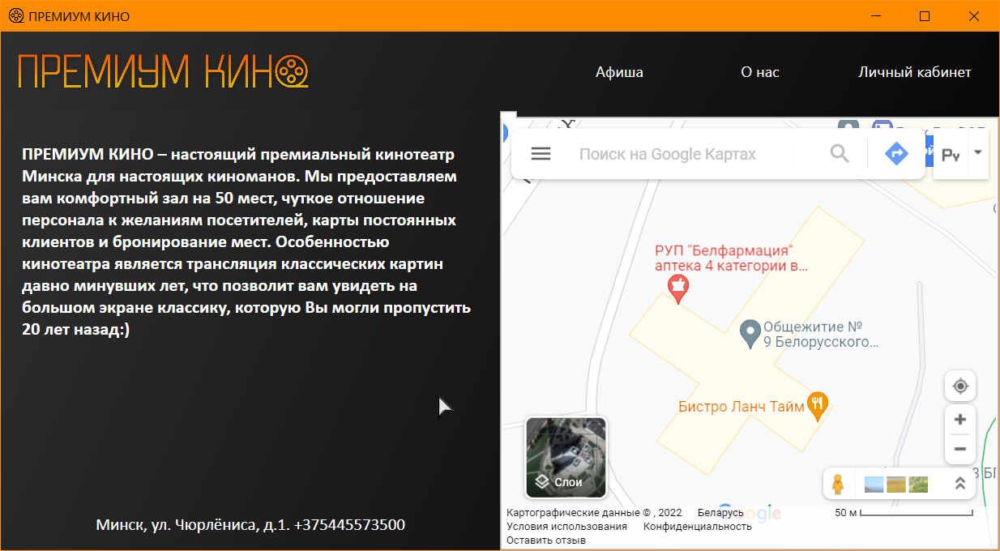 ПРЕМИУМ КИНО
ПРЕМИУМ КИНО
Афиша
О нас
Личный кабинет
ПРЕМИУМ КИНО – настоящий премиальный кинотеатр
Минска для настоящих киноманов. Мы предоставляем
вам комфортный зал на 50 мест, чуткое отношение
персонала к желаниям посетителей, карты постоянных
клиентов и бронирование мест. Особенностью
кинотеатра является трансляция классических картин
давно минувших лет, что позволит вам увидеть на
большом экране классику, которую Вы могли пропустить
20 лет назад:)
Минск, ул. Чюрлёниса, д.1. +375445573500
Поиск на Google Картах
РУП "Белфармация"
аптека 4 категории в...
Общежитие №
9 Белорусского...
Бистро Ланч Тайм
Слои
Google
Картографические данные © , 2022 Беларусь
50 м
Условия использования Конфиденциальность
Оставить отзыв